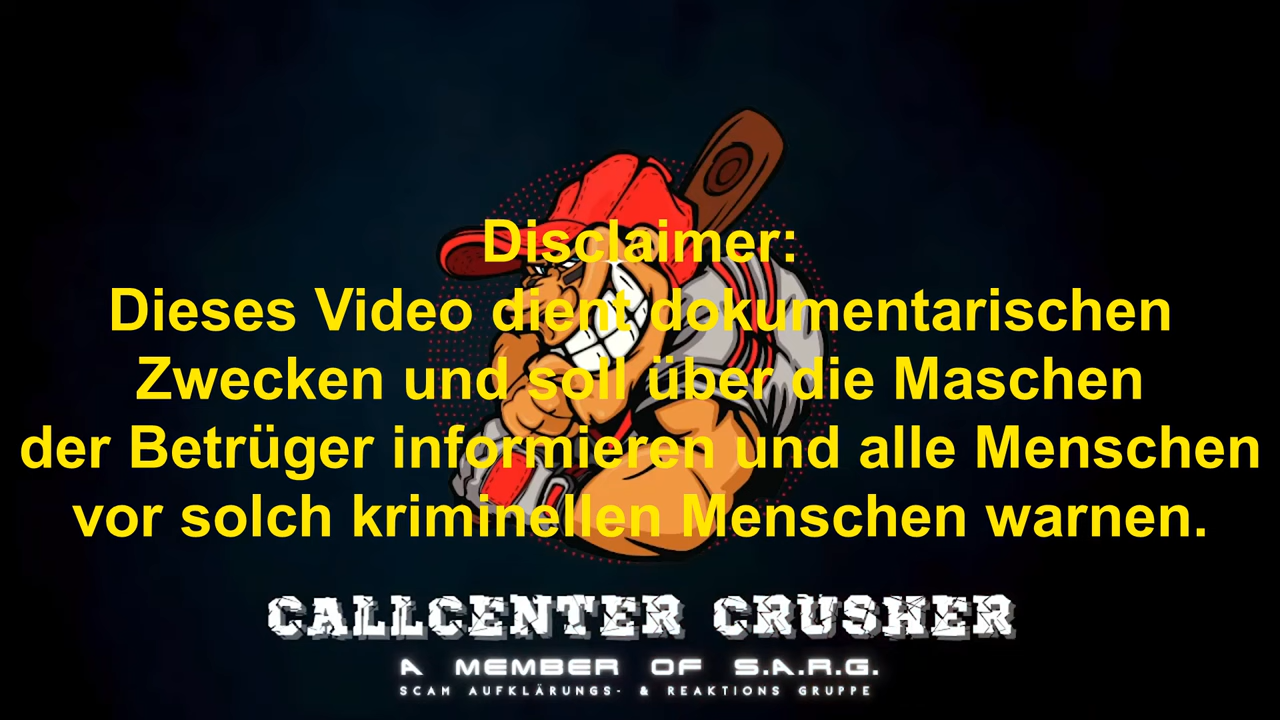 Disclaimer:
Dieses Video dient dokumentarischen
Zwecken und soll über die Maschen
der Betrüger informieren und alle Menschen
vor solch kriminellen Menschen warnen.
CALLCENTER CRUSHER
A MEMBER OF S.A.R.G.
SCAM AUFKLÄRUNGS- & REAKTIONS GRUPPE